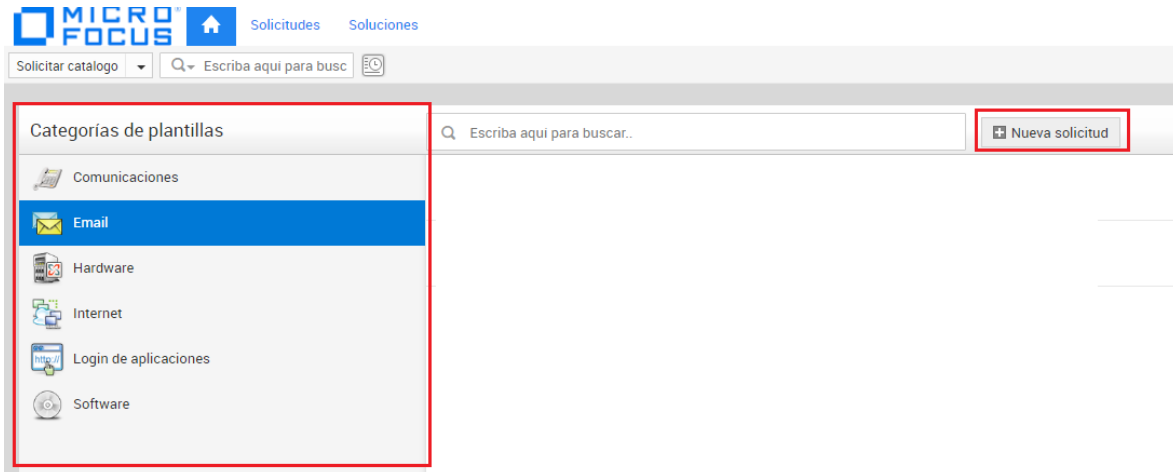 MICRO
FOCUS
Solicitudes Soluciones
Solicitar catalogo Escriba aqui para busc
Categorías de plantillas
Escriba aqui para buscar..
Nueva solicitud
Comunicaciones
Email
Hardware
Internet
http://
Login de aplicaciones
Software